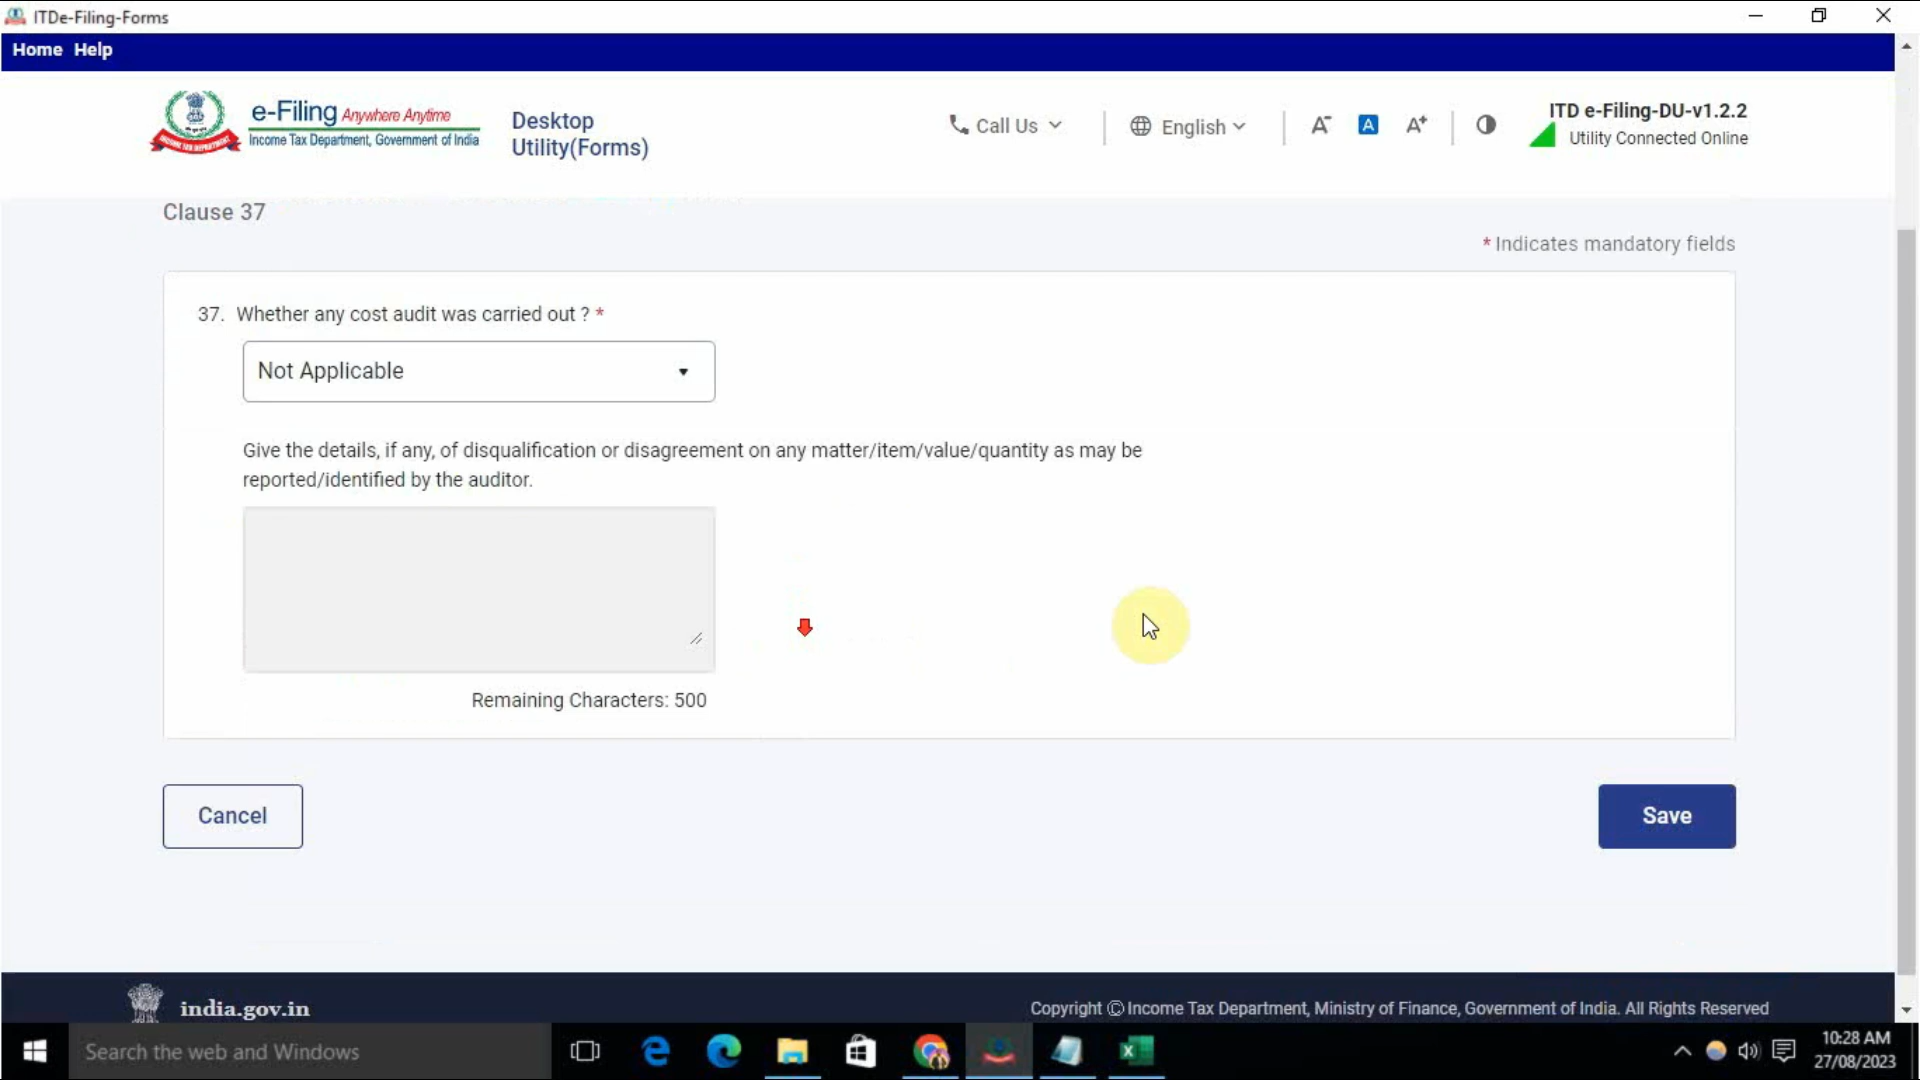 ITDe-Filing-Forms
Home Help
e-Filing Anywhere Anytime
Income Tax Department, Government of India
INCOME TAX DEPARTMENT
Desktop
Utility(Forms)
Call Us
English
A-
A
A+
ITD e-Filing-DU-v1.2.2
Utility Connected Online
Clause 37
* Indicates mandatory fields
37. Whether any cost audit was carried out ? *
Not Applicable
Give the details, if any, of disqualification or disagreement on any matter/item/value/quantity as may be
reported/identified by the auditor.
Remaining Characters: 500
Cancel
Save
india.gov.in
Copyright © Income Tax Department, Ministry of Finance, Government of India. All Rights Reserved
Search the web and Windows
10:28 AM
27/08/2023